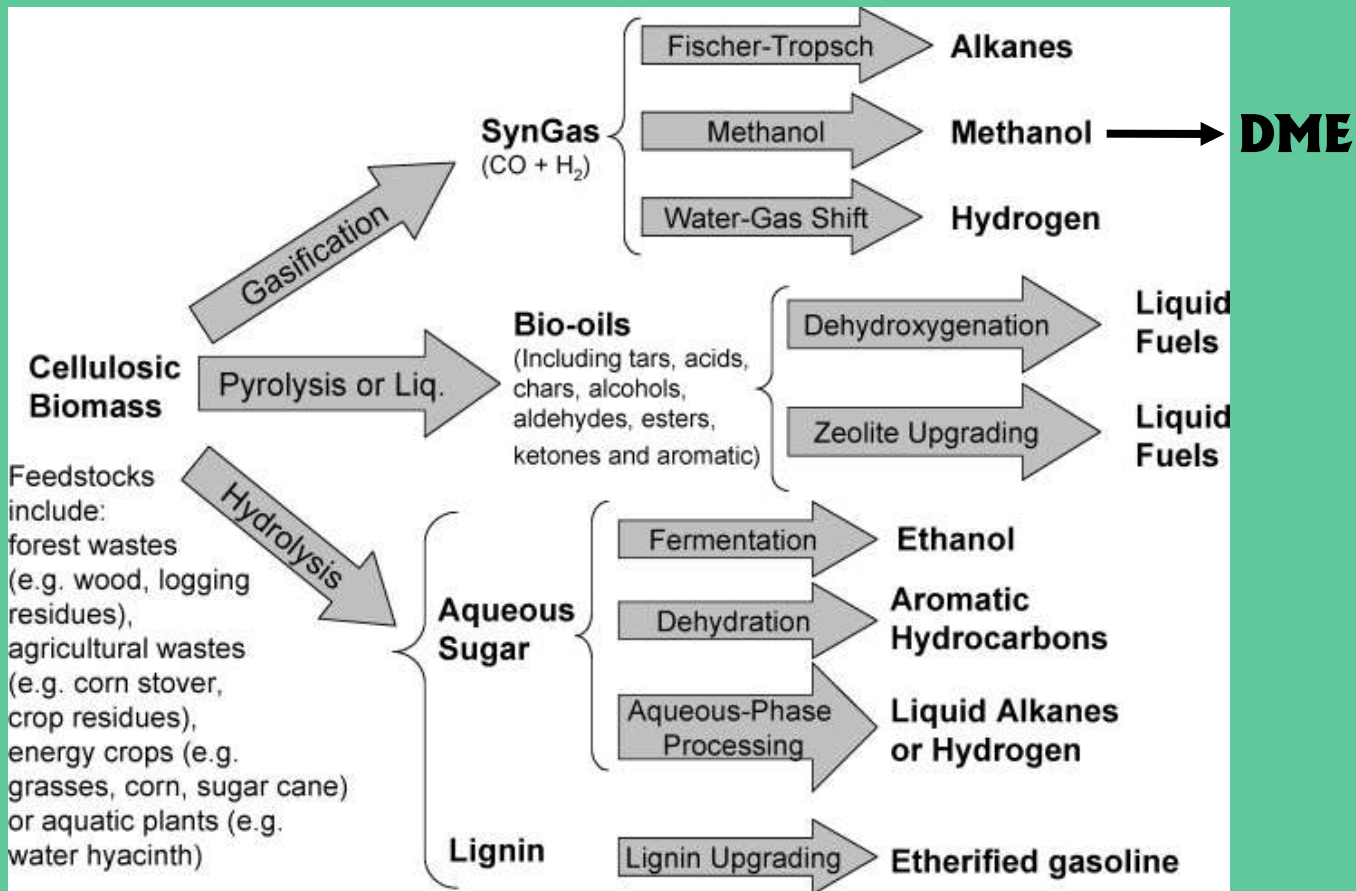 Fischer-Tropsch
Alkanes
SynGas
(CO + H₂)
Methanol
Methanol
DME
Water-Gas Shift
Hydrogen
Gasification
Cellulosic
Biomass
Pyrolysis or Liq.
Bio-oils
(Including tars, acids,
chars, alcohols,
aldehydes, esters,
ketones and aromatic)
Dehydroxygenation
Liquid
Fuels
Zeolite Upgrading
Liquid
Fuels
Feedstocks
include:
forest wastes
(e.g. wood, logging
residues),
agricultural wastes
(e.g. corn stover,
crop residues),
energy crops (e.g.
grasses, corn, sugar cane)
or aquatic plants (e.g.
water hyacinth)
Hydrolysis
Aqueous
Sugar
Fermentation
Ethanol
Dehydration
Aromatic
Hydrocarbons
Aqueous-Phase
Processing
Liquid Alkanes
or Hydrogen
Lignin
Lignin Upgrading
Etherified gasoline